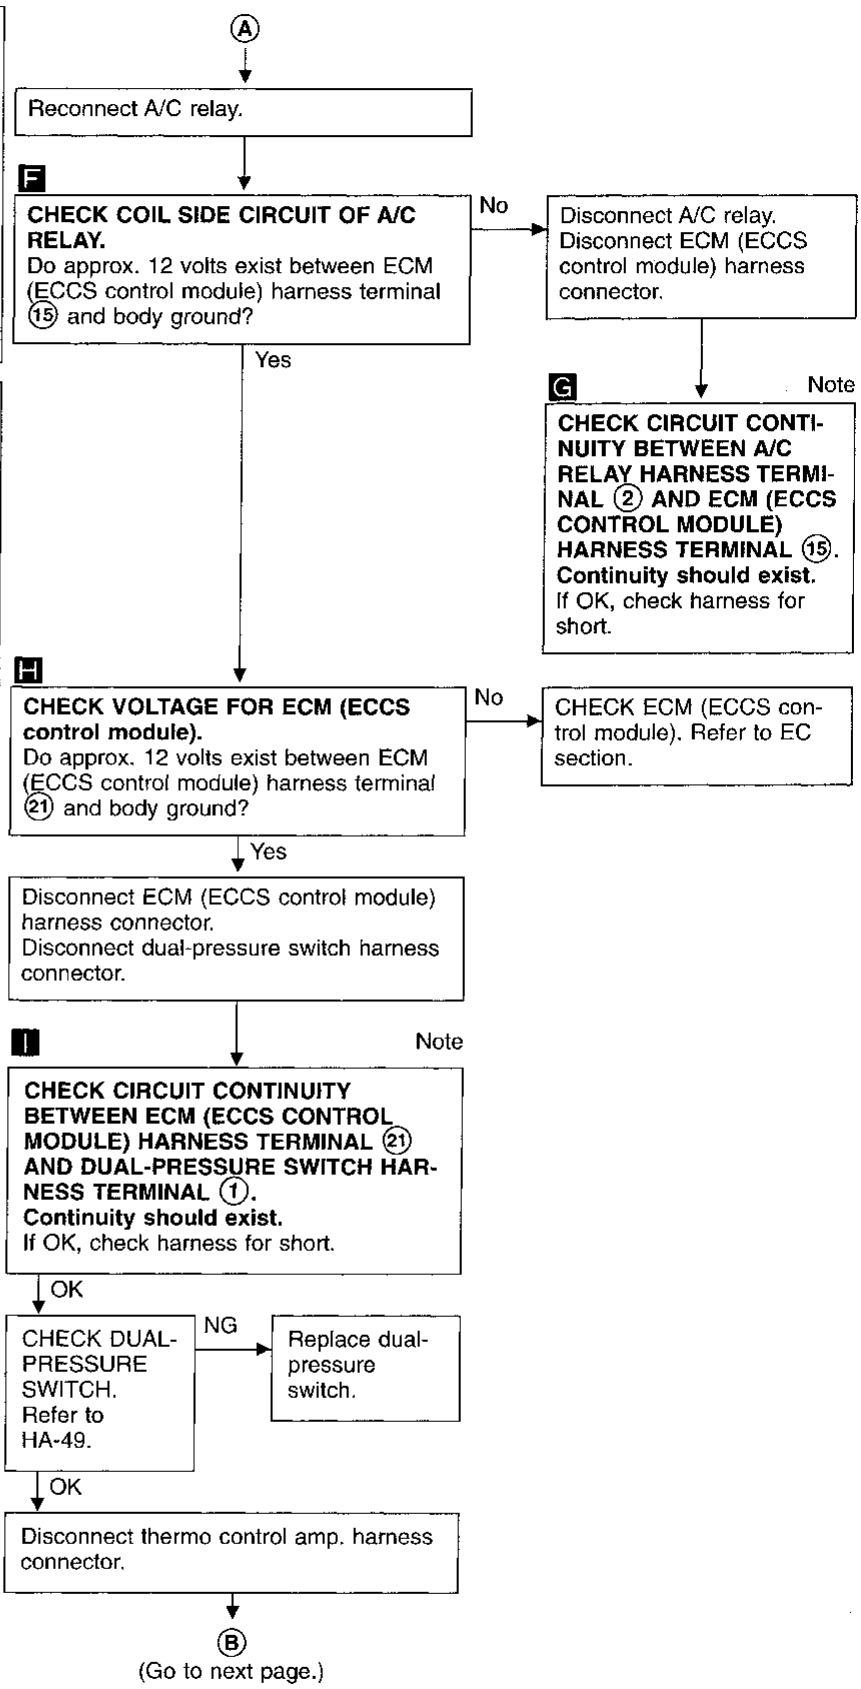 A
Reconnect A/C relay.
F
CHECK COIL SIDE CIRCUIT OF A/C
RELAY.
Do approx. 12 volts exist between ECM
(ECCS control module) harness terminal
⑮ and body ground?
No
Disconnect A/C relay.
Disconnect ECM (ECCS
control module) harness
connector.
Yes
G
Note
CHECK CIRCUIT CONTI-
NUITY BETWEEN A/C
RELAY HARNESS TERMI-
NAL ② AND ECM (ECCS
CONTROL MODULE)
HARNESS TERMINAL ⑮.
Continuity should exist.
If OK, check harness for
short.
H
CHECK VOLTAGE FOR ECM (ECCS
control module).
Do approx. 12 volts exist between ECM
(ECCS control module) harness terminal
㉑ and body ground?
No
CHECK ECM (ECCS con-
trol module). Refer to EC
section.
Yes
Disconnect ECM (ECCS control module)
harness connector.
Disconnect dual-pressure switch harness
connector.
I
Note
CHECK CIRCUIT CONTINUITY
BETWEEN ECM (ECCS CONTROL
MODULE) HARNESS TERMINAL ㉑
AND DUAL-PRESSURE SWITCH HAR-
NESS TERMINAL ①.
Continuity should exist.
If OK, check harness for short.
OK
CHECK DUAL-
PRESSURE
SWITCH.
Refer to
HA-49.
NG
Replace dual-
pressure
switch.
OK
Disconnect thermo control amp. harness
connector.
B
(Go to next page.)